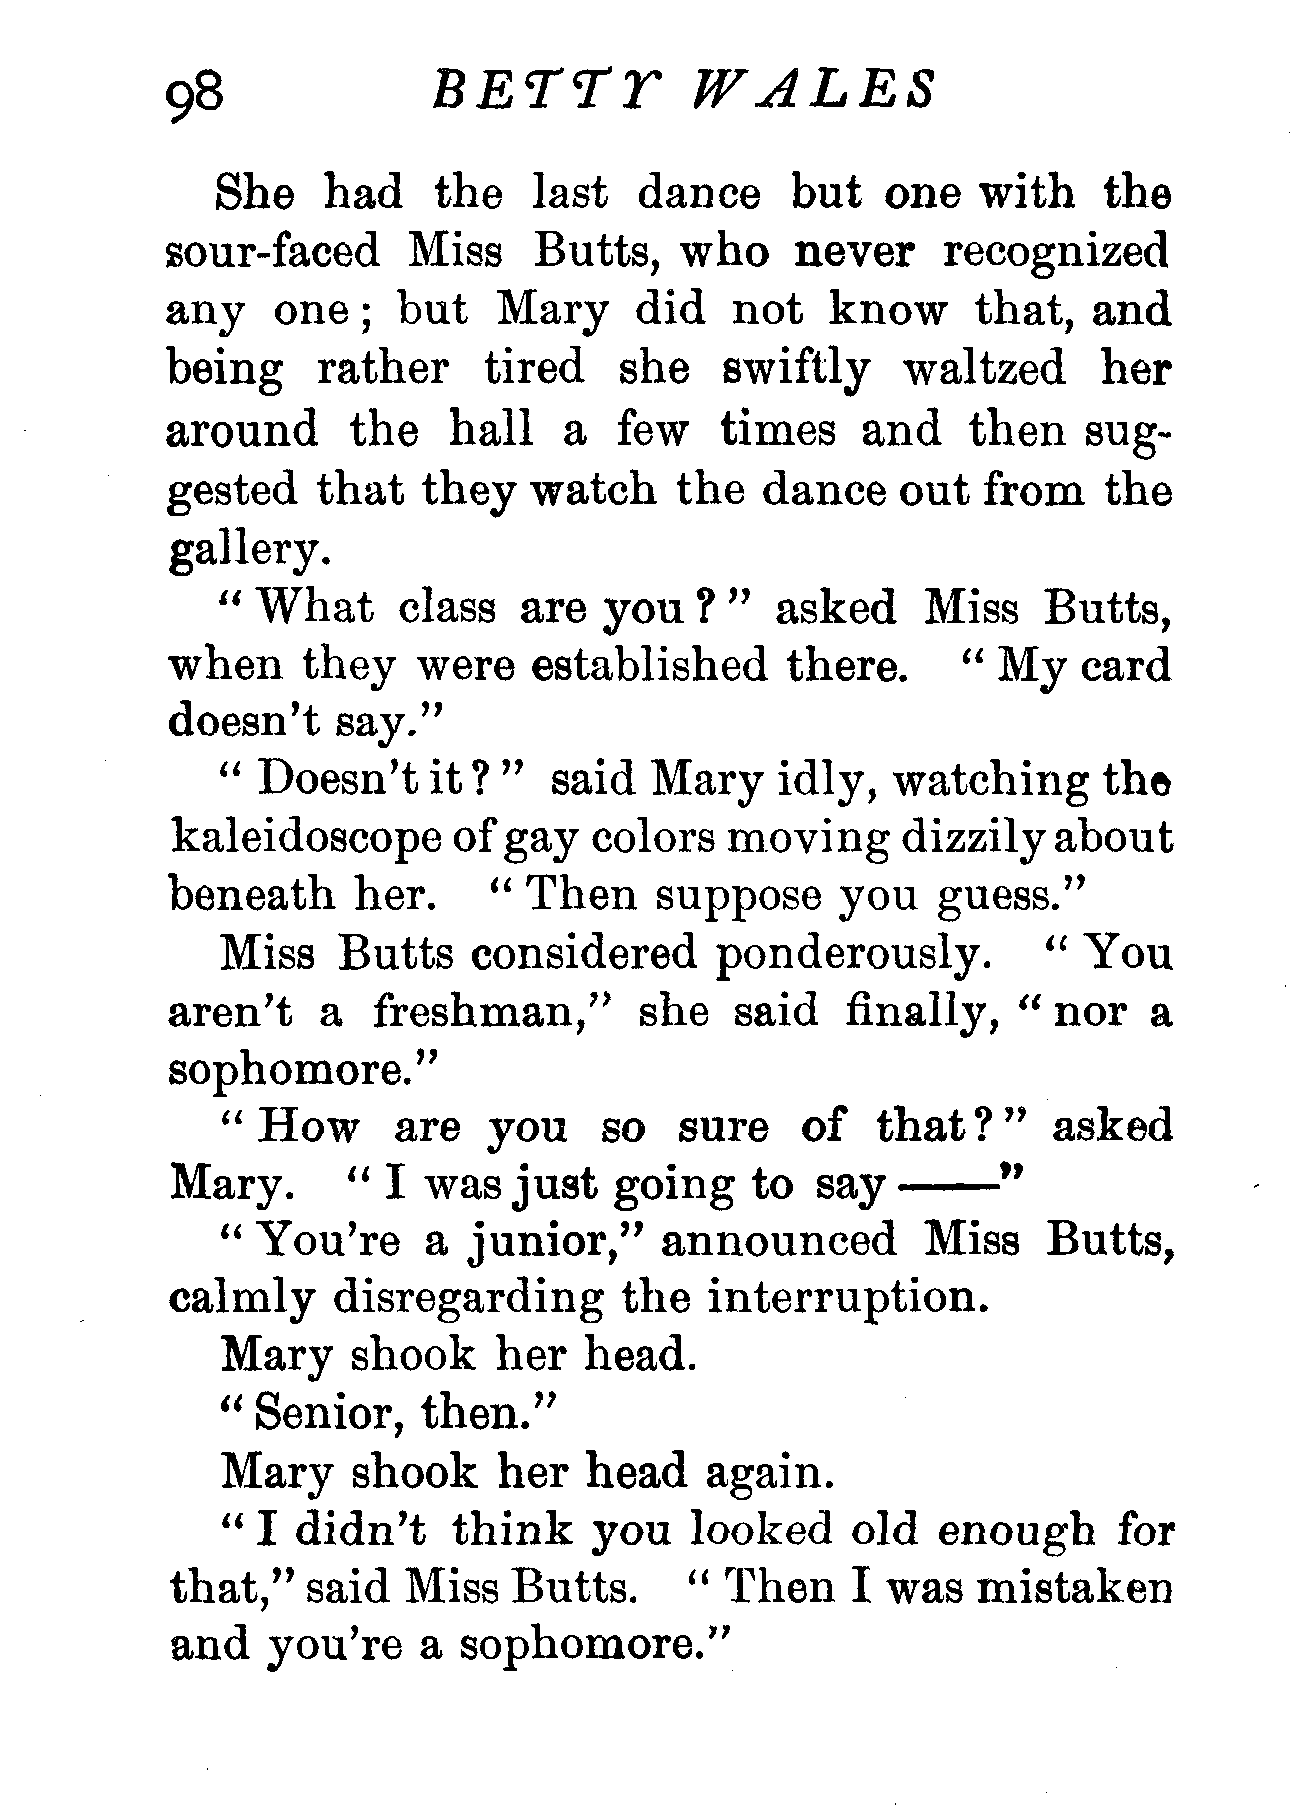 98 BETTY WALES
She had the last dance but one with the
sour-faced Miss Butts, who never recognized
any one; but Mary did not know that, and
being rather tired she swiftly waltzed her
around the hall a few times and then sug-
gested that they watch the dance out from the
gallery.
“What class are you?” asked Miss Butts,
when they were established there. “My card
doesn't say.”
“Doesn't it?” said Mary idly, watching the
kaleidoscope of gay colors moving dizzily about
beneath her. “Then suppose you guess.”
Miss Butts considered ponderously. “You
aren't a freshman,” she said finally, “nor a
sophomore.”
“How are you so sure of that?” asked
Mary. “I was just going to say ——”
“You're a junior,” announced Miss Butts,
calmly disregarding the interruption.
Mary shook her head.
“Senior, then.”
Mary shook her head again.
“I didn't think you looked old enough for
that,” said Miss Butts. “Then I was mistaken
and you're a sophomore.”